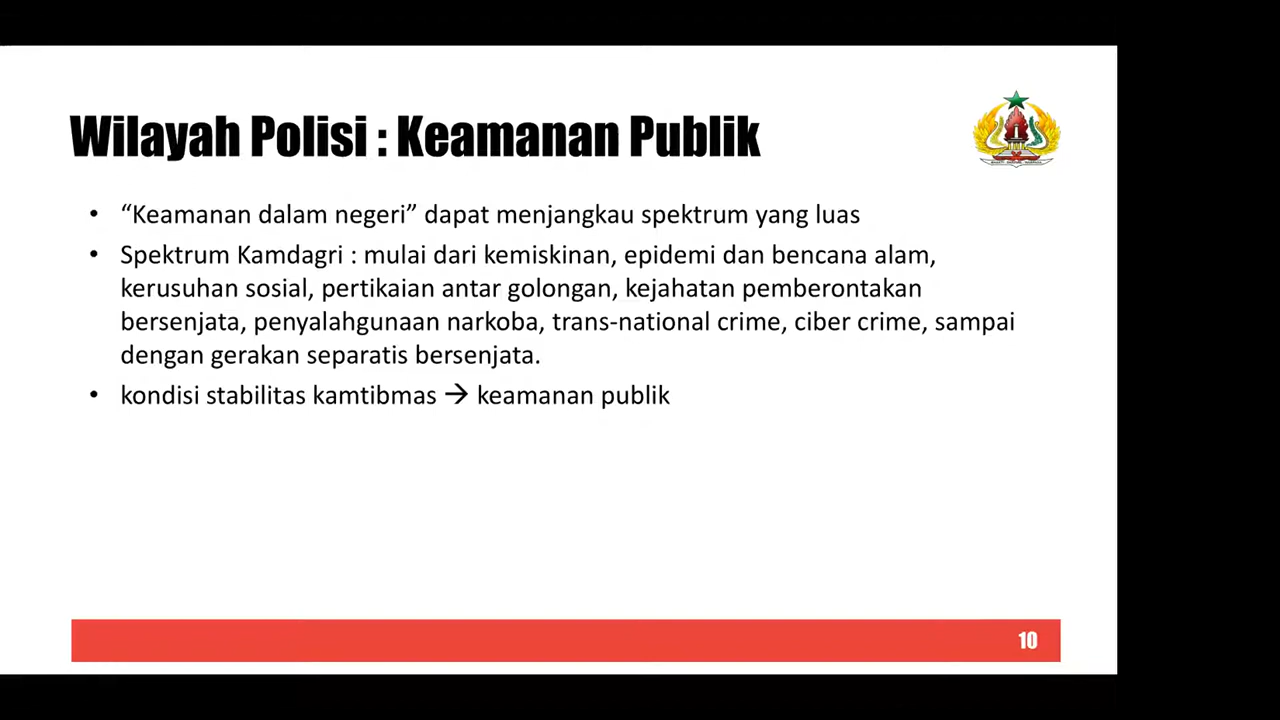 Wilayah Polisi : Keamanan Publik
• “Keamanan dalam negeri” dapat menjangkau spektrum yang luas
• Spektrum Kamdagri : mulai dari kemiskinan, epidemi dan bencana alam,
kerusuhan sosial, pertikaian antar golongan, kejahatan pemberontakan
bersenjata, penyalahgunaan narkoba, trans-national crime, ciber crime, sampai
dengan gerakan separatis bersenjata.
• kondisi stabilitas kamtibmas → keamanan publik
10